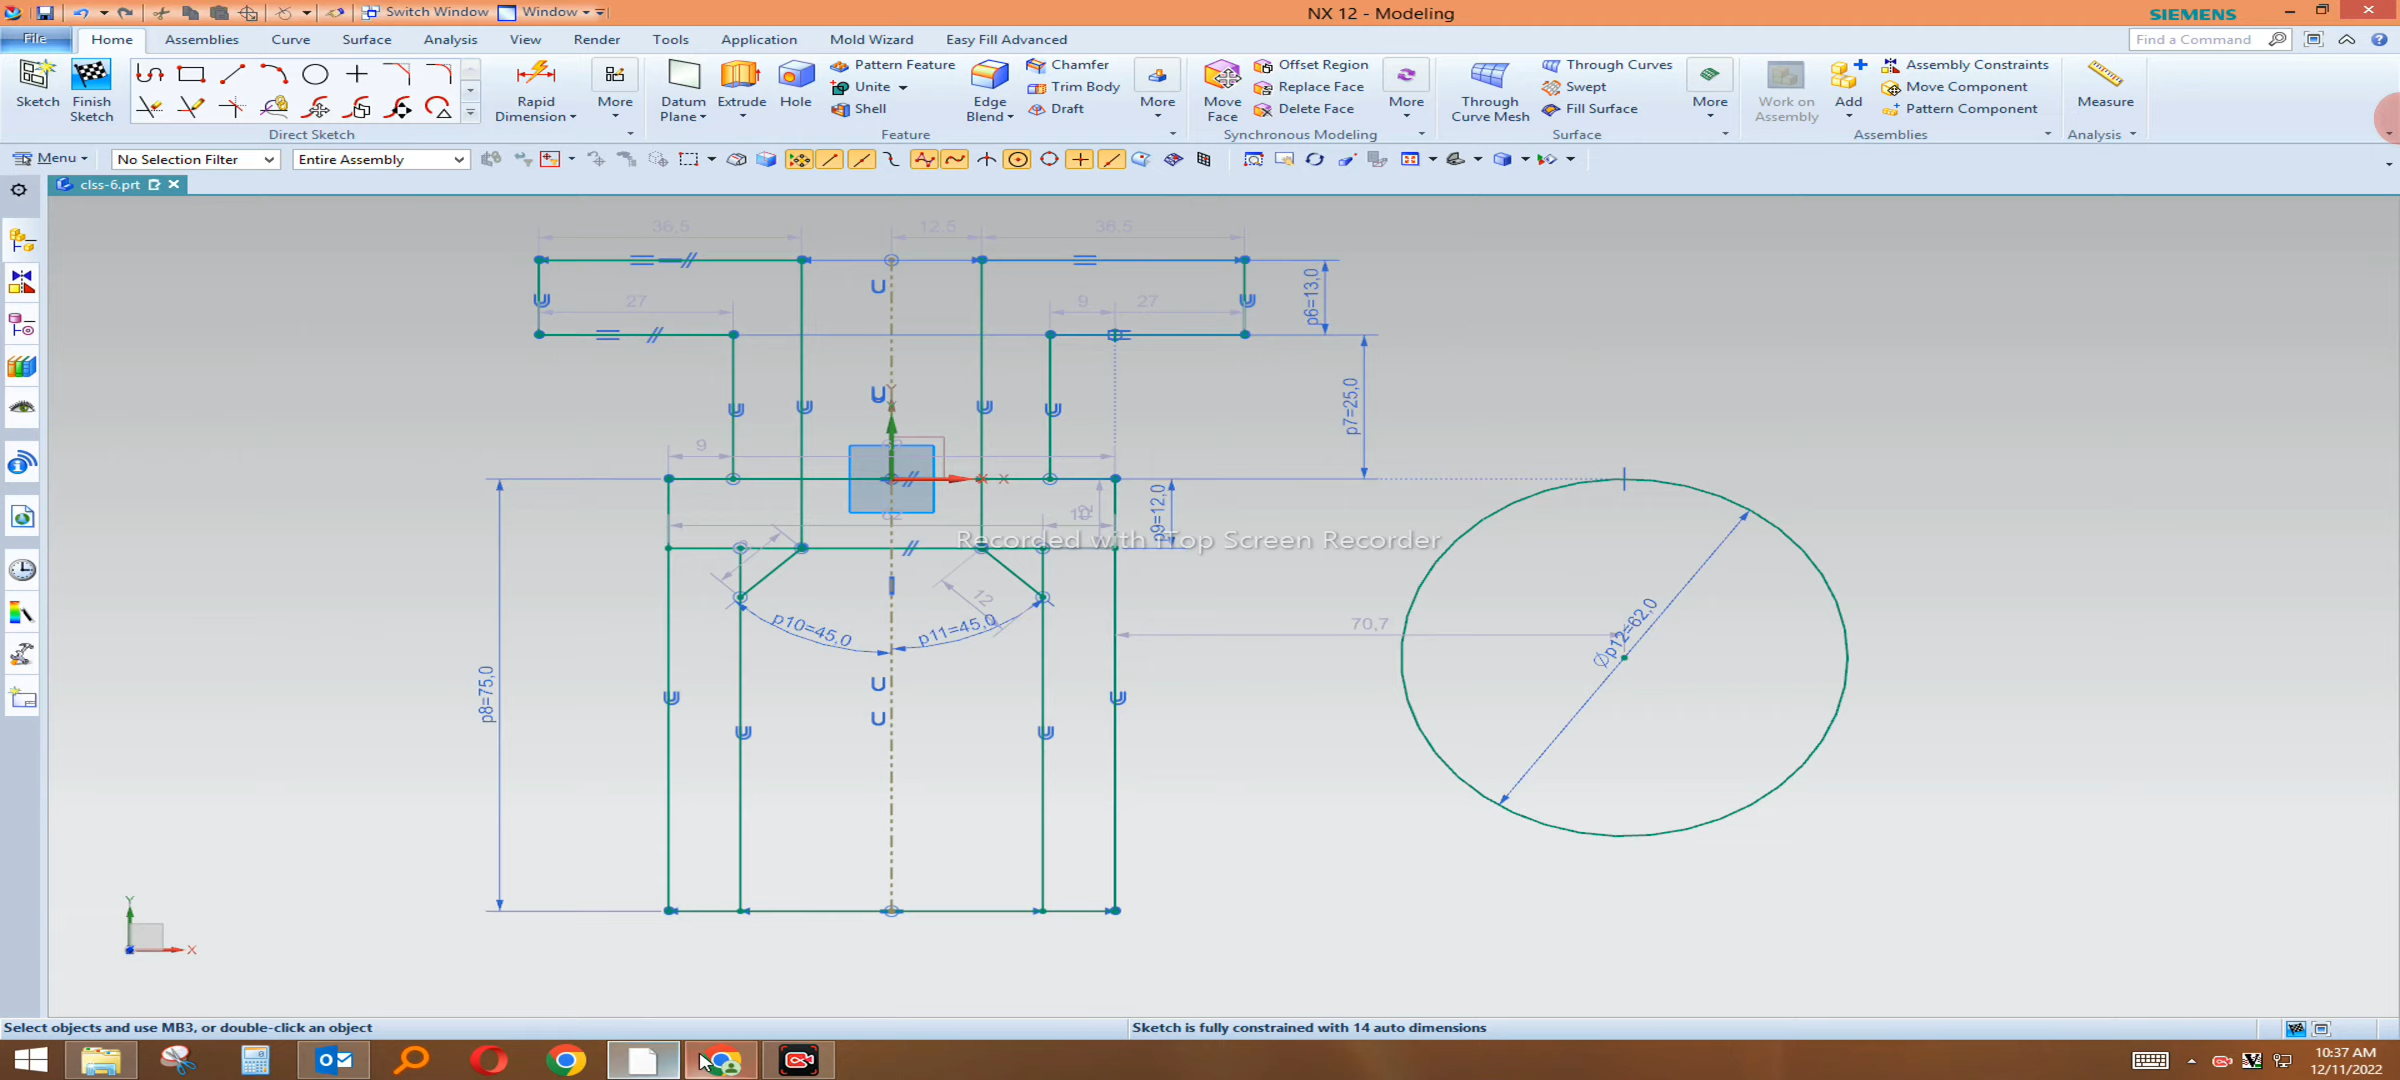 Switch Window Window NX 12 - Modeling SIEMENS
File Home Assemblies Curve Surface Analysis View Render Tools Application Mold Wizard Easy Fill Advanced Find a Command
Sketch Finish Sketch Direct Sketch
Rapid Dimension More
Datum Plane Extrude Hole Pattern Feature Unite Shell Edge Blend Chamfer Trim Body Draft More Feature
Move Face Offset Region Replace Face Delete Face More Synchronous Modeling
Through Curve Mesh Through Curves Swept Fill Surface More Surface
Work on Assembly Add Assembly Constraints Move Component Pattern Component Assemblies
Measure Analysis
Menu No Selection Filter Entire Assembly
clss-6.prt
36,5 12,5 36,5
27 9 27 p6=13,0
p7=25,0
9
X X
62 p9=12,0
Recorded with iTop Screen Recorder
12
p10=45,0 p11=45,0
70,7
Øp12=62,0
p8=75,0
Y
X
Select objects and use MB3, or double-click an object Sketch is fully constrained with 14 auto dimensions
10:37 AM
12/11/2022